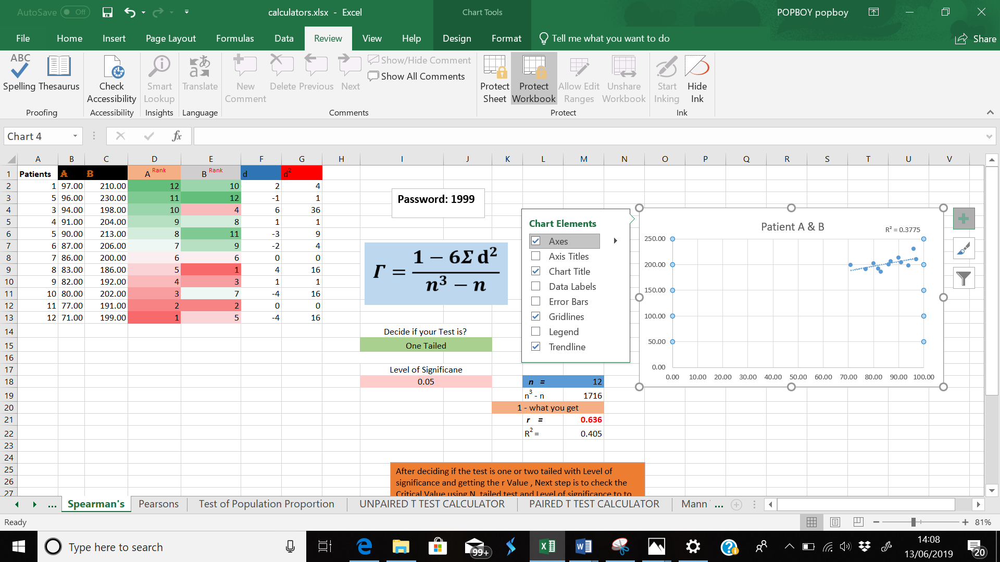 AutoSave Off calculators.xlsx - Excel Chart Tools POPBOY popboy
File Home Insert Page Layout Formulas Data Review View Help Design Format Tell me what you want to do Share
ABC
Spelling Thesaurus Check Accessibility Smart Lookup Translate New Comment Delete Previous Next Show/Hide Comment
Show All Comments
Protect Sheet Protect Workbook Allow Edit Ranges Unshare Workbook Start Inking Hide Ink
Proofing Accessibility Insights Language Comments Protect Ink
Chart 4 fx
A B C D E F G H I J K L M N O P Q R S T U V
1 Patients A B A Rank B Rank d d²
2 1 97.00 210.00 12 10 2 4
3 5 96.00 230.00 11 12 -1 1
4 3 94.00 198.00 10 4 6 36
5 4 91.00 204.00 9 8 1 1
6 5 90.00 213.00 8 11 -3 9
7 6 87.00 206.00 7 9 -2 4
8 7 86.00 200.00 6 6 0 0
9 8 83.00 186.00 5 1 4 16
10 9 82.00 192.00 4 3 1 1
11 10 80.00 202.00 3 7 -4 16
12 11 77.00 191.00 2 2 0 0
13 12 71.00 199.00 1 5 -4 16
14
15
16
17
18
19
20
21
22
23
24
25
26
27
Password: 1999
Γ = 1 − 6Σ d² / n³ − n
Decide if your Test is?
One Tailed
Level of Significane
0.05
Chart Elements
Axes
Axis Titles
Chart Title
Data Labels
Error Bars
Gridlines
Legend
Trendline
Patient A & B
R² = 0.3775
250.00
200.00
150.00
100.00
50.00
0.00
0.00 10.00 20.00 30.00 40.00 50.00 60.00 70.00 80.00 90.00 100.00
n = 12
n³ - n 1716
1 - what you get
r = 0.636
R² = 0.405
After deciding if the test is one or two tailed with Level of
significance and getting the r Value , Next step is to check the
Critical Value using N, tailed test and Level of significance to to
... Spearman's Pearsons Test of Population Proportion UNPAIRED T TEST CALCULATOR PAIRED T TEST CALCULATOR Mann ...
Ready 81%
Type here to search 99+ 14:08
13/06/2019 20